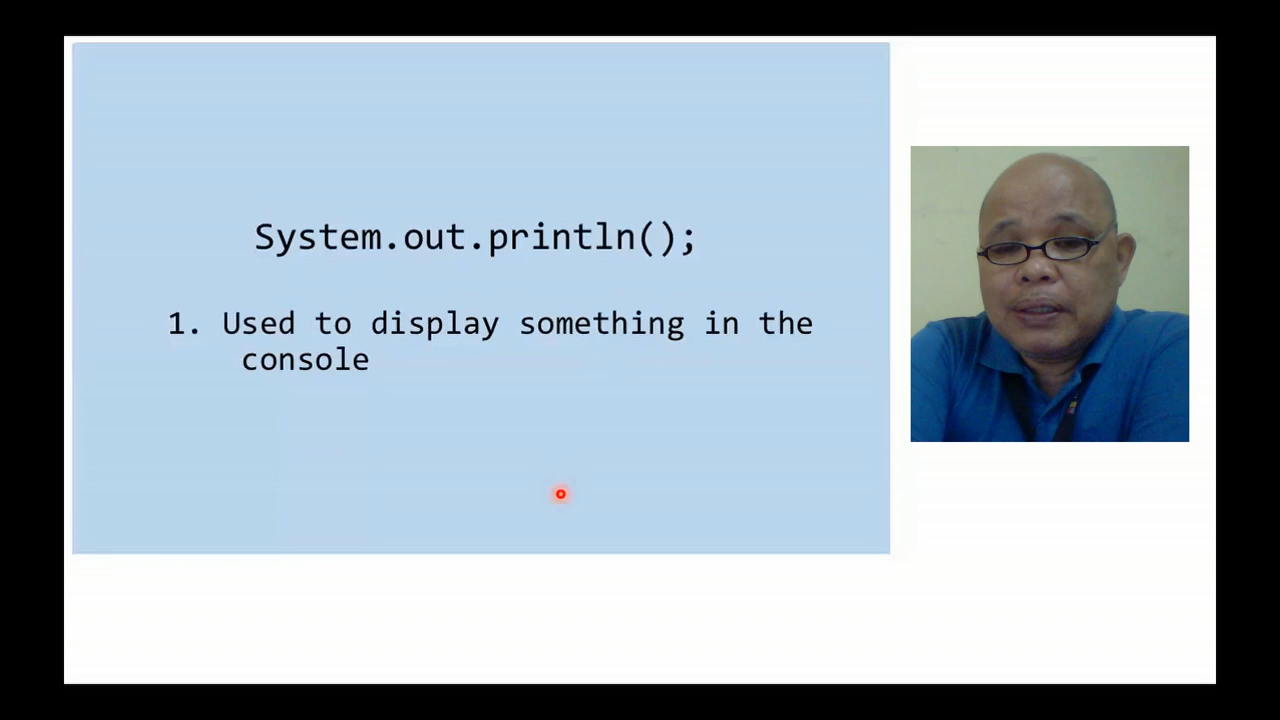 System.out.println();
1. Used to display something in the
console